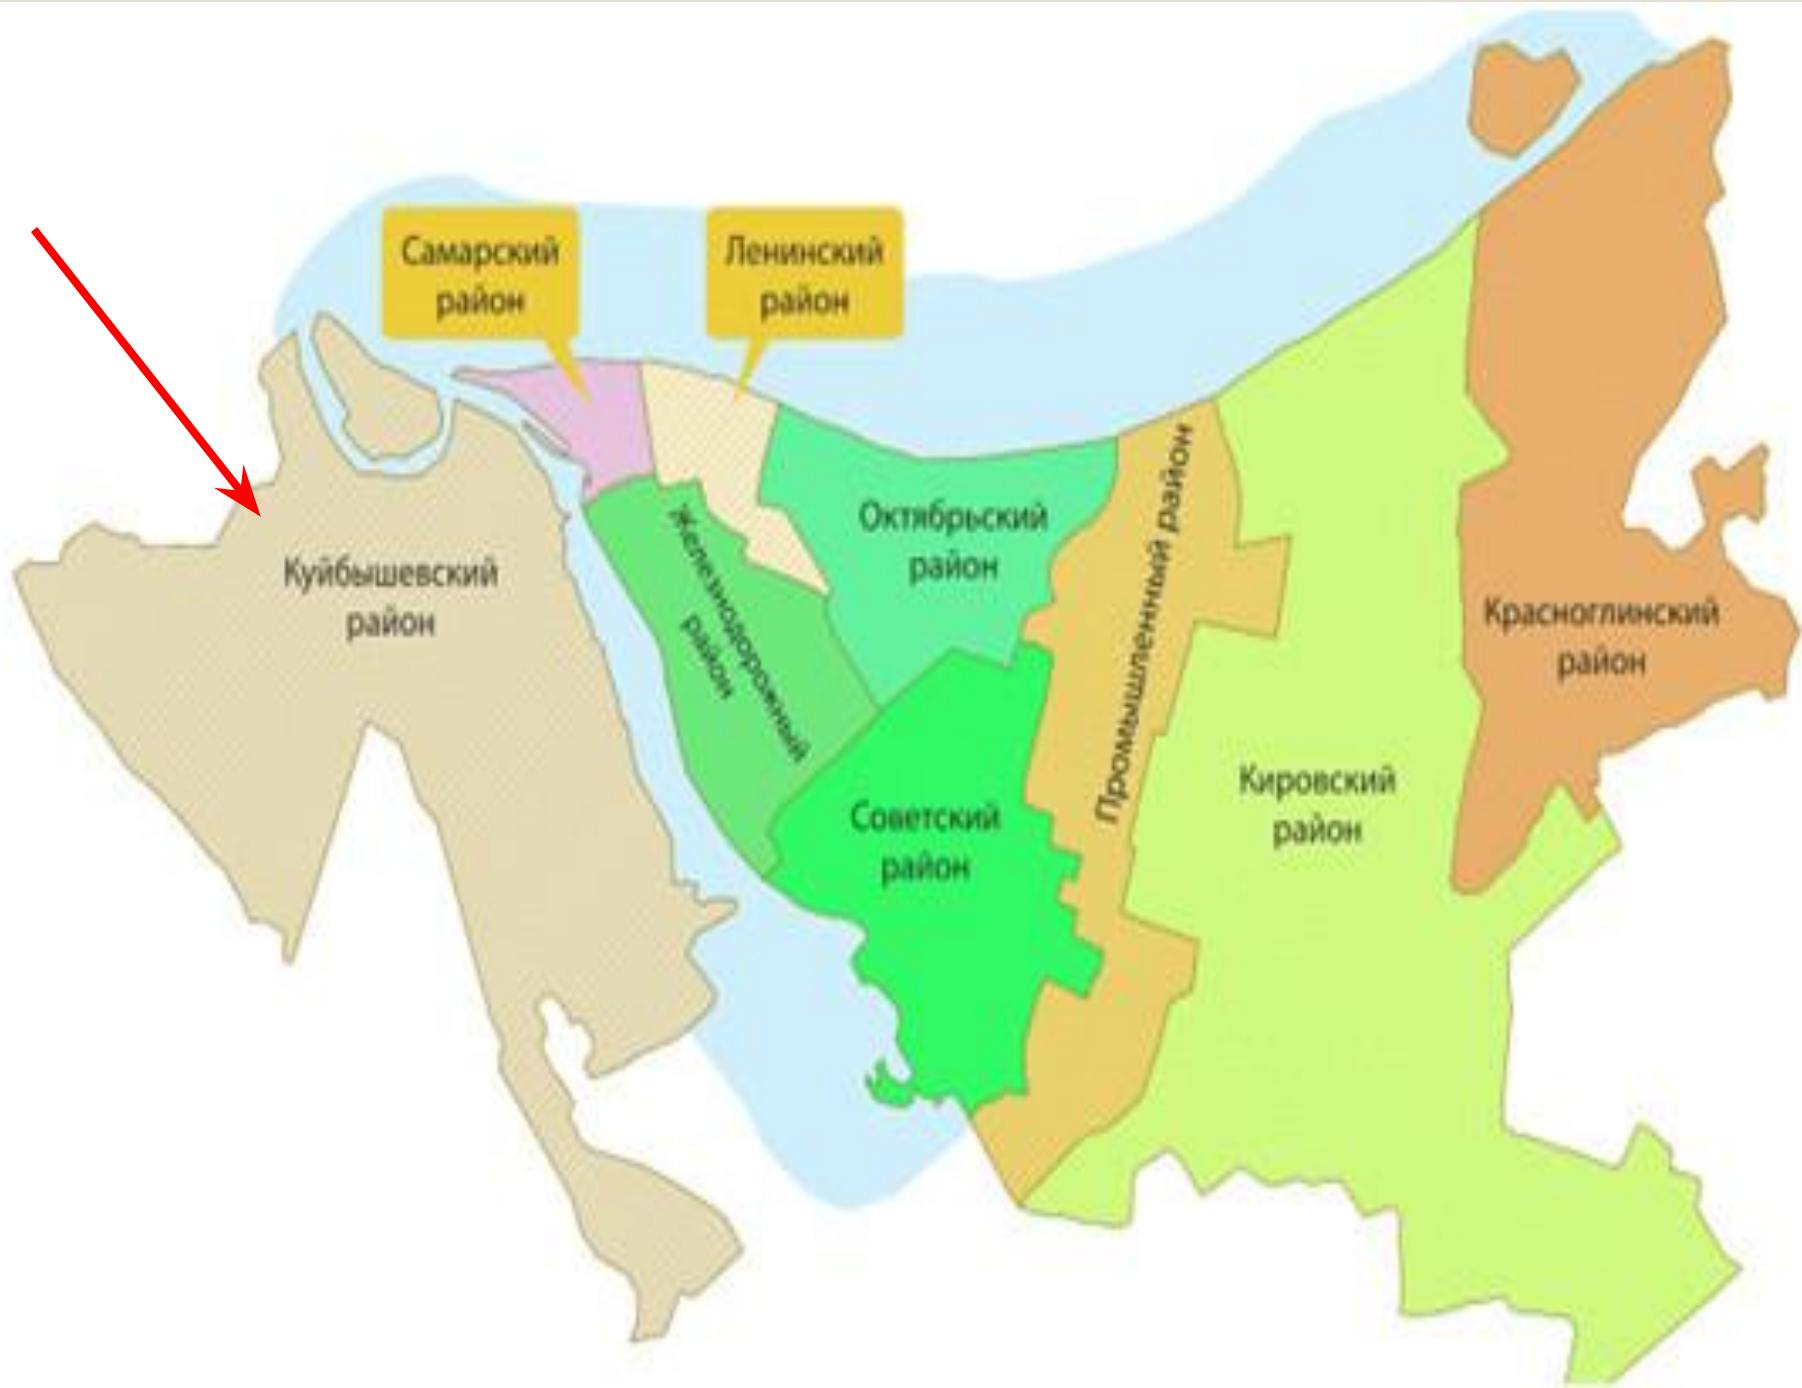 Самарский
район
Ленинский
район
Куйбышевский
район
Железнодорожный
район
Октябрьский
район
Советский
район
Промышленный район
Кировский
район
Красноглинский
район